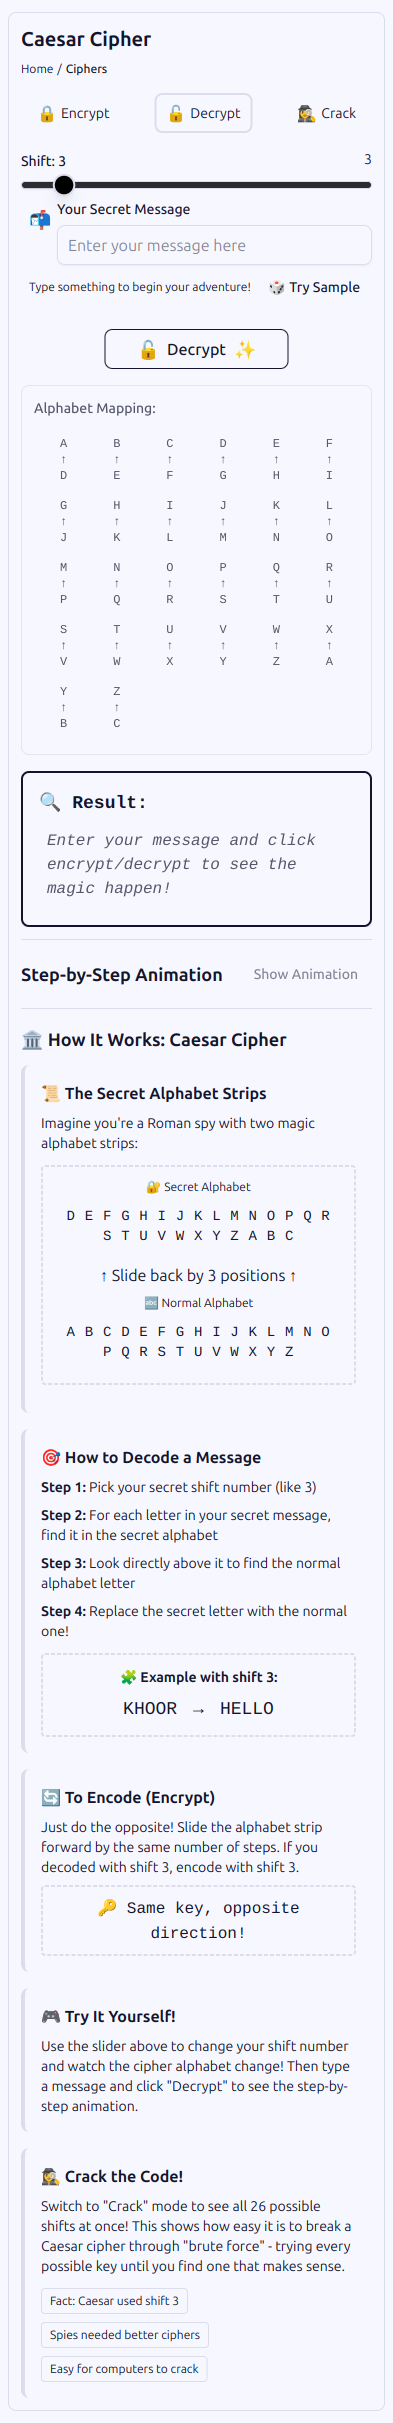 Caesar Cipher
Home / Ciphers
🔒 Encrypt 🔓 Decrypt 🕵️ Crack
Shift: 3 3
📬 Your Secret Message
Enter your message here
Type something to begin your adventure! 🎲 Try Sample
🔓 Decrypt ✨
Alphabet Mapping:
A B C D E F
↑ ↑ ↑ ↑ ↑ ↑
D E F G H I
G H I J K L
↑ ↑ ↑ ↑ ↑ ↑
J K L M N O
M N O P Q R
↑ ↑ ↑ ↑ ↑ ↑
P Q R S T U
S T U V W X
↑ ↑ ↑ ↑ ↑ ↑
V W X Y Z A
Y Z
↑ ↑
B C
🔍 Result:
Enter your message and click
encrypt/decrypt to see the
magic happen!
Step-by-Step Animation Show Animation
🏛️ How It Works: Caesar Cipher
📜 The Secret Alphabet Strips
Imagine you're a Roman spy with two magic
alphabet strips:
🔐 Secret Alphabet
D E F G H I J K L M N O P Q R
S T U V W X Y Z A B C
↑ Slide back by 3 positions ↑
🔤 Normal Alphabet
A B C D E F G H I J K L M N O
P Q R S T U V W X Y Z
🎯 How to Decode a Message
Step 1: Pick your secret shift number (like 3)
Step 2: For each letter in your secret message,
find it in the secret alphabet
Step 3: Look directly above it to find the normal
alphabet letter
Step 4: Replace the secret letter with the normal
one!
🧩 Example with shift 3:
KHOOR → HELLO
🔄 To Encode (Encrypt)
Just do the opposite! Slide the alphabet strip
forward by the same number of steps. If you
decoded with shift 3, encode with shift 3.
🔑 Same key, opposite
direction!
🎮 Try It Yourself!
Use the slider above to change your shift number
and watch the cipher alphabet change! Then type
a message and click "Decrypt" to see the step-by-
step animation.
🕵️ Crack the Code!
Switch to "Crack" mode to see all 26 possible
shifts at once! This shows how easy it is to break a
Caesar cipher through "brute force" - trying every
possible key until you find one that makes sense.
Fact: Caesar used shift 3
Spies needed better ciphers
Easy for computers to crack